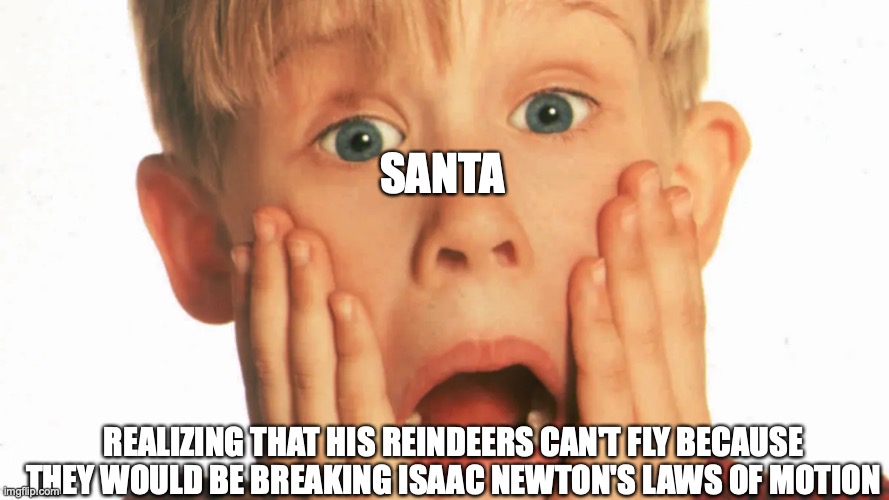 SANTA
REALIZING THAT HIS REINDEERS CAN'T FLY BECAUSE
THEY WOULD BE BREAKING ISAAC NEWTON'S LAWS OF MOTION
imgflip.com